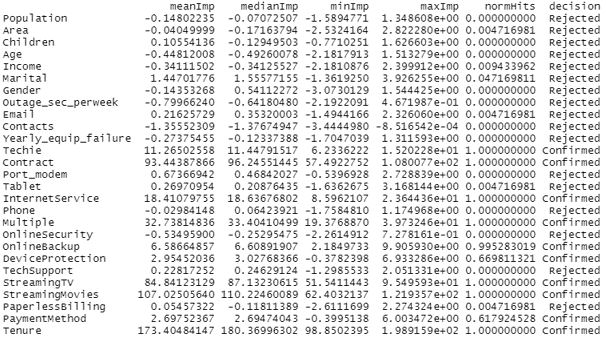 meanImp medianImp minImp maxImp normHits decision
Population -0.14802235 -0.07072507 -1.5894771 1.348608e+00 0.000000000 Rejected
Area -0.04049999 -0.17163794 -2.5324164 2.822280e+00 0.004716981 Rejected
Children 0.10554136 -0.12949503 -0.7710251 1.626603e+00 0.000000000 Rejected
Age -0.44812008 -0.49260078 -2.1817913 1.513279e+00 0.000000000 Rejected
Income -0.34111502 -0.34125527 -2.1810876 2.399912e+00 0.009433962 Rejected
Marital 1.44701776 1.55577155 -1.3619250 3.926255e+00 0.047169811 Rejected
Gender -0.14353268 0.54112272 -3.0730129 1.544425e+00 0.000000000 Rejected
Outage_sec_perweek -0.79966240 -0.64180480 -2.1922091 4.671987e-01 0.000000000 Rejected
Email 0.21625729 0.35320003 -1.4944166 2.326060e+00 0.004716981 Rejected
Contacts -1.35552309 -1.37674947 -3.4444980 -8.516542e-04 0.000000000 Rejected
Yearly_equip_failure -0.27375455 -0.12337388 -1.7047039 1.311593e+00 0.000000000 Rejected
Techie 11.26502558 11.44791517 6.2336222 1.520228e+01 1.000000000 Confirmed
Contract 93.44387866 96.24551445 57.4922752 1.080077e+02 1.000000000 Confirmed
Port_modem 0.67366942 0.46842027 -0.5396928 2.728839e+00 0.000000000 Rejected
Tablet 0.26970954 0.20876435 -1.6362675 3.168144e+00 0.004716981 Rejected
InternetService 18.41079755 18.63676802 8.5962107 2.364436e+01 1.000000000 Confirmed
Phone -0.02984148 0.06423921 -1.7584810 1.174968e+00 0.000000000 Rejected
Multiple 32.73814836 33.40410499 19.3768870 3.973246e+01 1.000000000 Confirmed
OnlineSecurity -0.53495900 -0.25295475 -2.2614912 7.278161e-01 0.000000000 Rejected
OnlineBackup 6.58664857 6.60891907 2.1849733 9.905930e+00 0.995283019 Confirmed
DeviceProtection 2.95452036 3.02768366 -0.3782398 6.933286e+00 0.669811321 Confirmed
TechSupport 0.22817252 0.24629124 -1.2985533 2.051331e+00 0.000000000 Rejected
StreamingTV 84.84123129 87.13230615 51.5411443 9.549593e+01 1.000000000 Confirmed
StreamingMovies 107.02505640 110.22460089 62.4032137 1.219357e+02 1.000000000 Confirmed
PaperlessBilling 0.05457322 -0.11811389 -2.6111699 2.274324e+00 0.004716981 Rejected
PaymentMethod 2.69752367 2.69474043 -0.3995138 6.003472e+00 0.617924528 Confirmed
Tenure 173.40484147 180.36996302 98.8502395 1.989159e+02 1.000000000 Confirmed